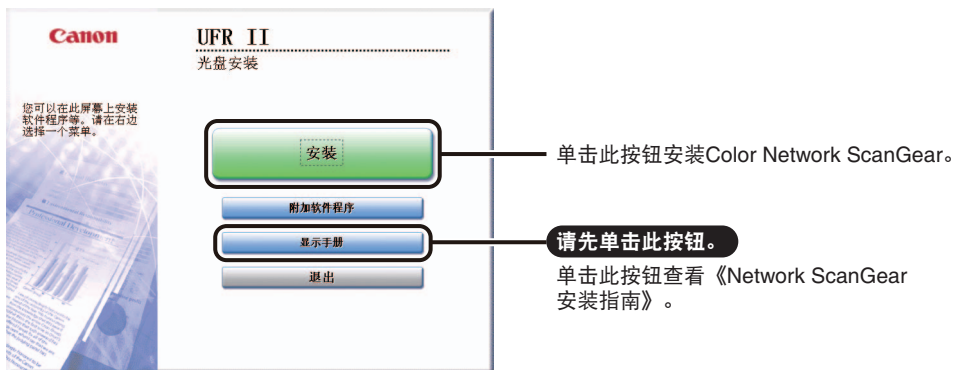 Canon
UFR II
光盘安装
您可以在此屏幕上安装
软件程序等。请在右边
选择一个菜单。
安装
单击此按钮安装Color Network ScanGear。
附加软件程序
显示手册
请先单击此按钮。
退出
单击此按钮查看《Network ScanGear
安装指南》。